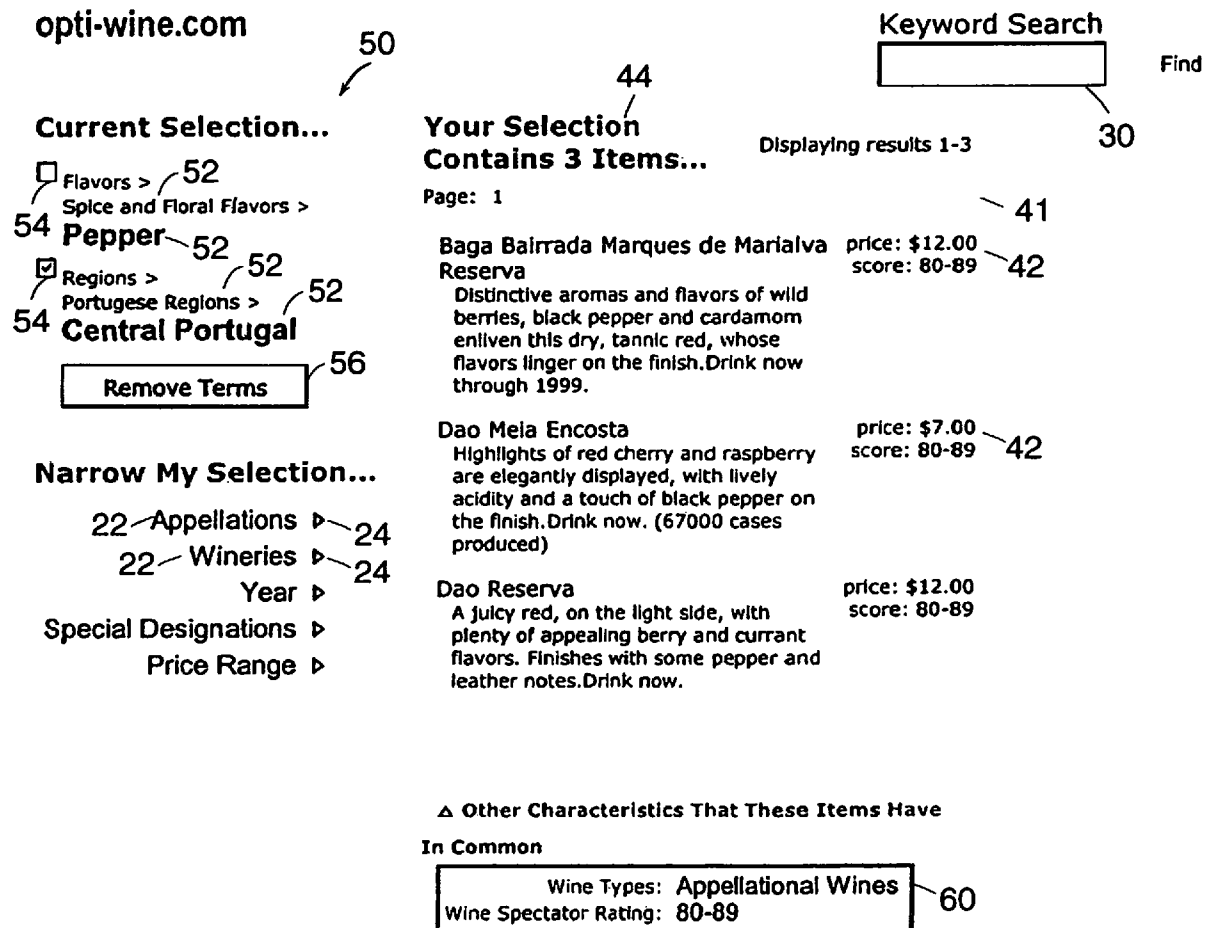 opti-wine.com
50
Keyword Search
Find
30
44
Current Selection...
Flavors > 52
Spice and Floral Flavors >
54 Pepper 52
Regions > 52
Portugese Regions > 52
54 Central Portugal
Remove Terms 56
Narrow My Selection...
22 Appellations 24
22 Wineries 24
Year
Special Designations
Price Range
Your Selection
Contains 3 Items...
Displaying results 1-3
Page: 1
41
Baga Bairrada Marques de Marialva
Reserva
price: $12.00
score: 80-89 42
Distinctive aromas and flavors of wild
berries, black pepper and cardamom
enliven this dry, tannic red, whose
flavors linger on the finish.Drink now
through 1999.
Dao Meia Encosta
price: $7.00
score: 80-89 42
Highlights of red cherry and raspberry
are elegantly displayed, with lively
acidity and a touch of black pepper on
the finish.Drink now. (67000 cases
produced)
Dao Reserva
price: $12.00
score: 80-89
A juicy red, on the light side, with
plenty of appealing berry and currant
flavors. Finishes with some pepper and
leather notes.Drink now.
Other Characteristics That These Items Have
In Common
Wine Types: Appellational Wines
Wine Spectator Rating: 80-89
60